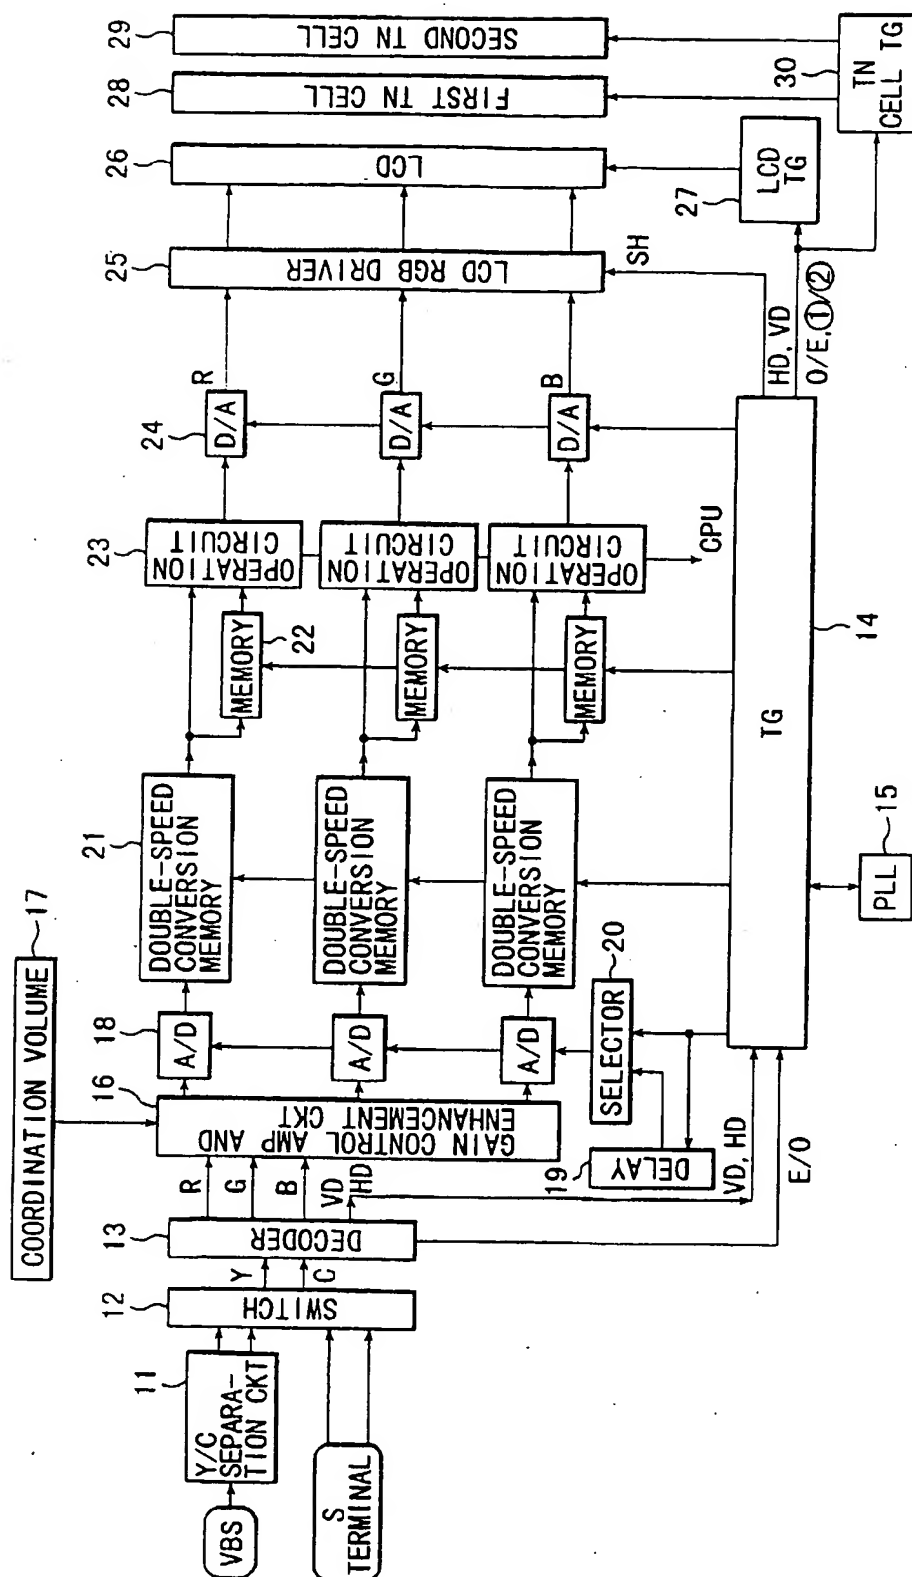 COORDINATION VOLUME
17
VBS
Y/C
SEPARA-
TION CKT
11
S
TERMINAL
SWITCH
12
Y
C
DECODER
13
R
G
B
VD
HD
GAIN CONTROL AMP AND
ENHANCEMENT CKT
16
A/D
18
A/D
A/D
DELAY
19
SELECTOR
20
VD, HD
E/O
DOUBLE-SPEED
CONVERSION
MEMORY
21
DOUBLE-SPEED
CONVERSION
MEMORY
DOUBLE-SPEED
CONVERSION
MEMORY
PLL
15
MEMORY
22
MEMORY
MEMORY
TG
14
OPERATION
CIRCUIT
23
OPERATION
CIRCUIT
OPERATION
CIRCUIT
CPU
D/A
24
D/A
D/A
R
G
B
HD, VD
O/E, ①/②
LCD RGB DRIVER
25
SH
LCD
26
LCD
TG
27
FIRST TN CELL
28
SECOND TN CELL
29
TN
CELL TG
30